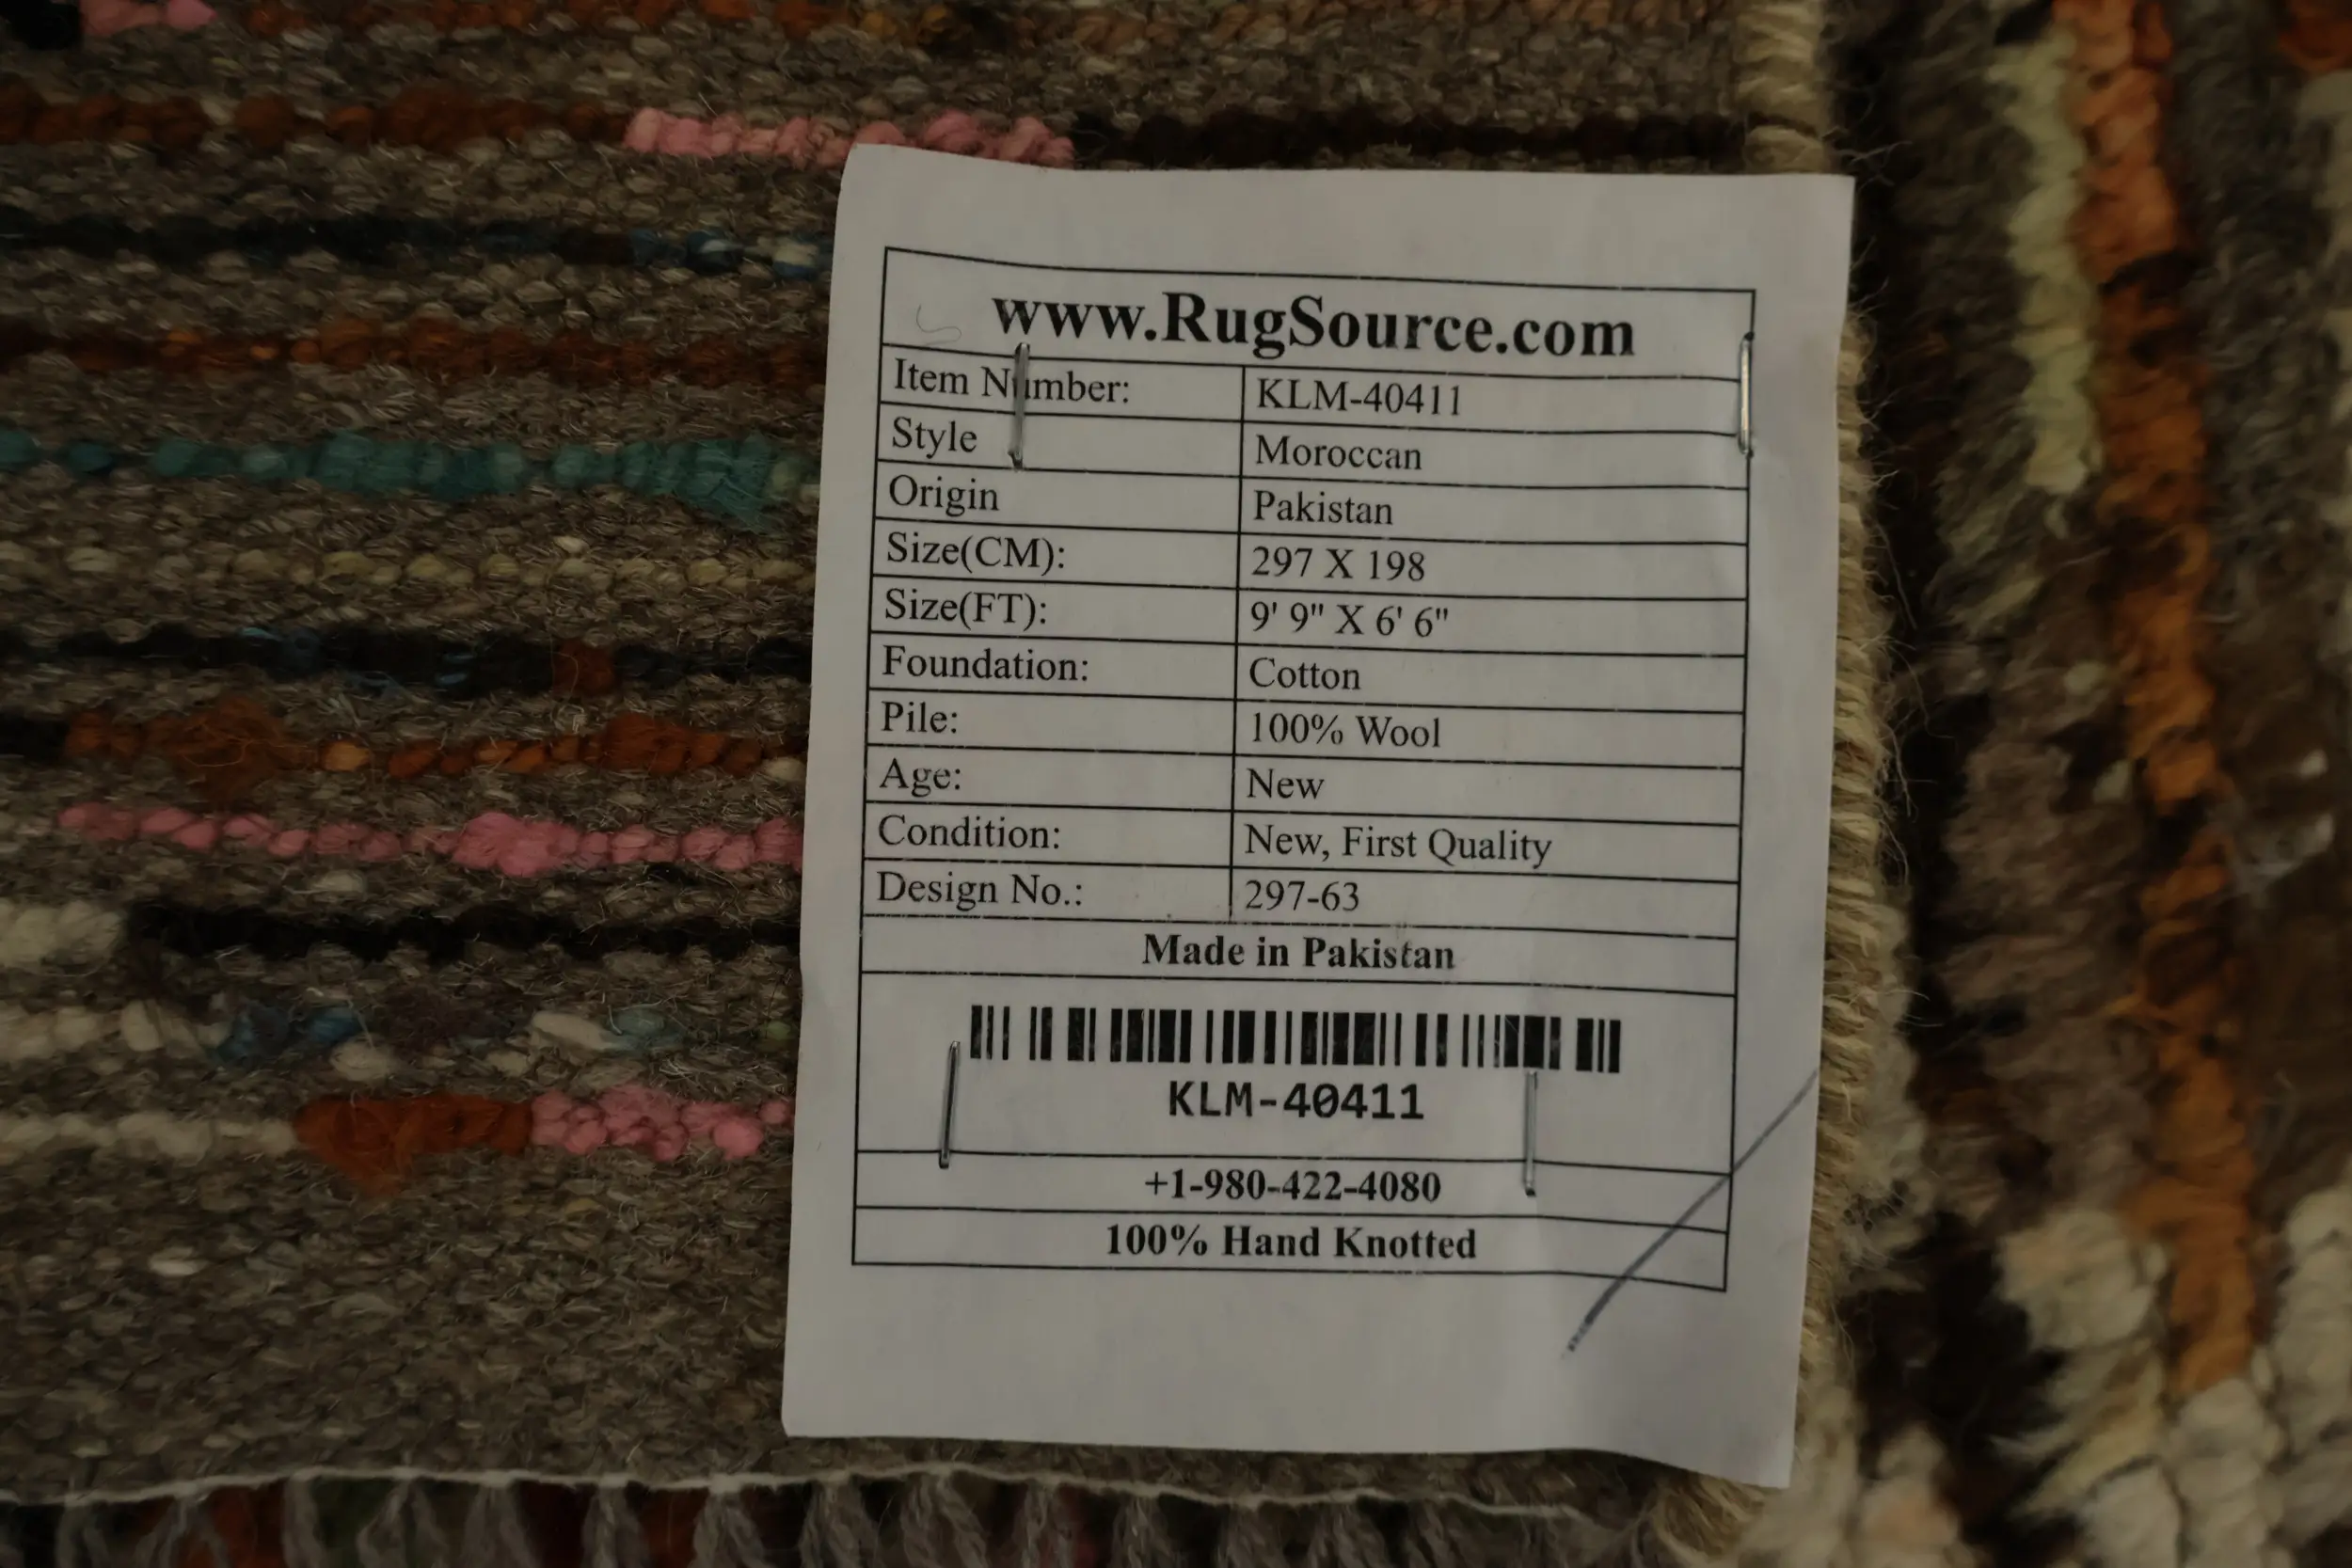 www.RugSource.com
Item Number: KLM-40411
Style Moroccan
Origin Pakistan
Size(CM): 297 X 198
Size(FT): 9' 9" X 6' 6"
Foundation: Cotton
Pile: 100% Wool
Age: New
Condition: New, First Quality
Design No.: 297-63
Made in Pakistan
KLM-40411
+1-980-422-4080
100% Hand Knotted